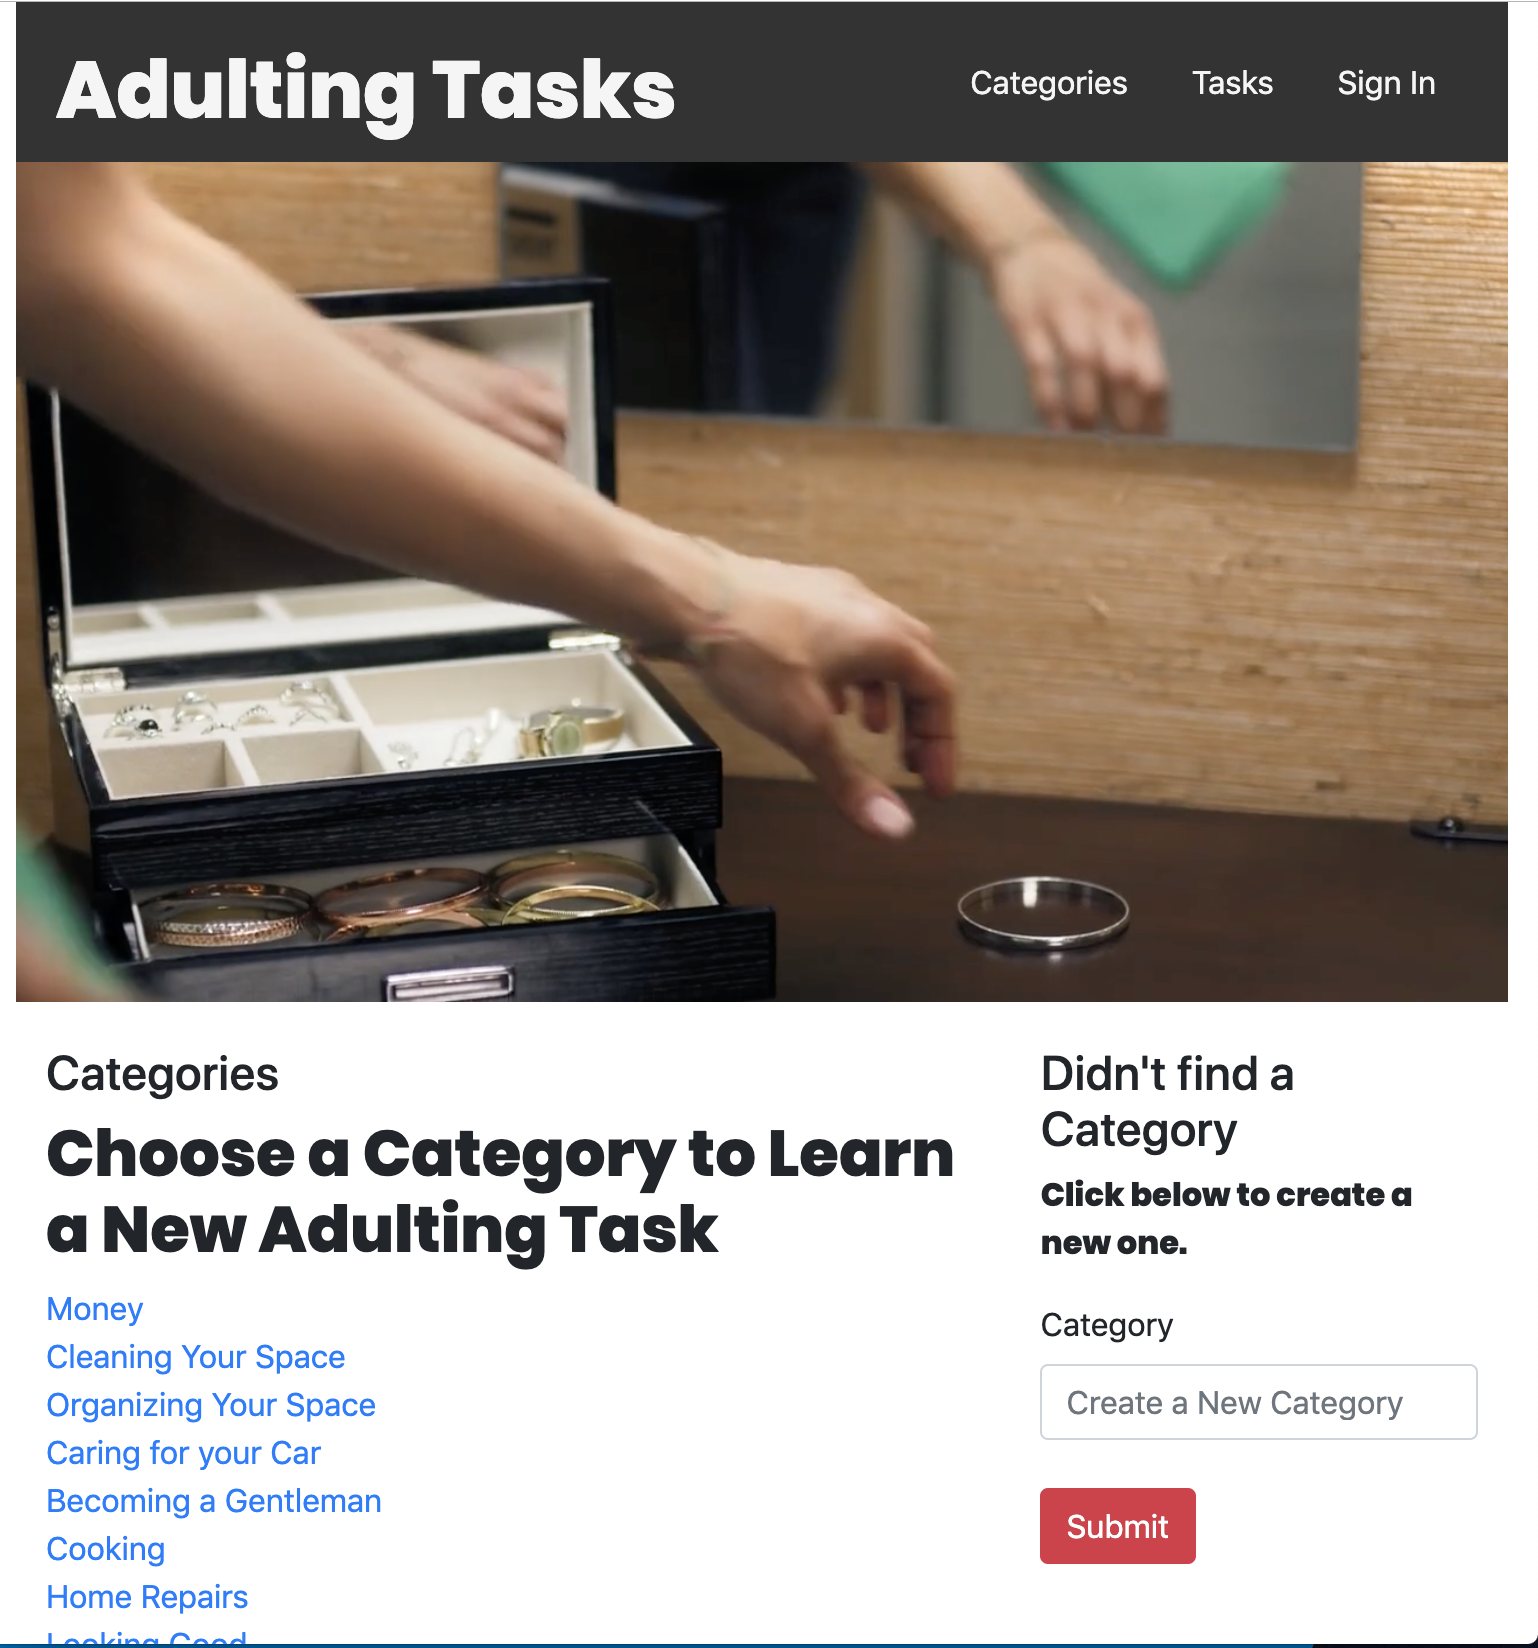 Adulting Tasks
Categories
Tasks
Sign In
Categories
Choose a Category to Learn
a New Adulting Task
Money
Cleaning Your Space
Organizing Your Space
Caring for your Car
Becoming a Gentleman
Cooking
Home Repairs
Looking Good
Didn't find a
Category
Click below to create a
new one.
Category
Create a New Category
Submit